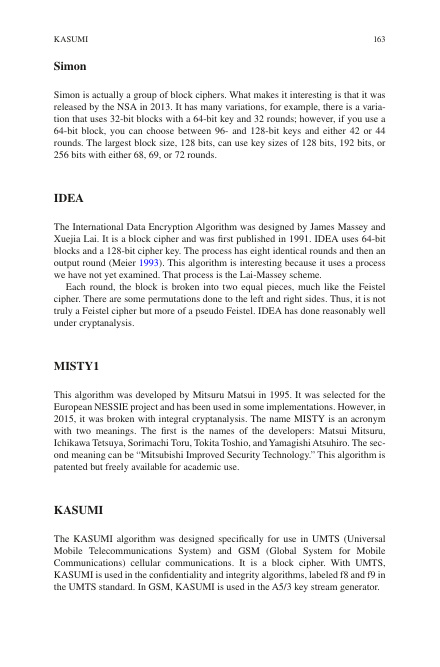 KASUMI 163
Simon
Simon is actually a group of block ciphers. What makes it interesting is that it was
released by the NSA in 2013. It has many variations, for example, there is a varia-
tion that uses 32-bit blocks with a 64-bit key and 32 rounds; however, if you use a
64-bit block, you can choose between 96- and 128-bit keys and either 42 or 44
rounds. The largest block size, 128 bits, can use key sizes of 128 bits, 192 bits, or
256 bits with either 68, 69, or 72 rounds.
IDEA
The International Data Encryption Algorithm was designed by James Massey and
Xuejia Lai. It is a block cipher and was first published in 1991. IDEA uses 64-bit
blocks and a 128-bit cipher key. The process has eight identical rounds and then an
output round (Meier 1993). This algorithm is interesting because it uses a process
we have not yet examined. That process is the Lai-Massey scheme.
Each round, the block is broken into two equal pieces, much like the Feistel
cipher. There are some permutations done to the left and right sides. Thus, it is not
truly a Feistel cipher but more of a pseudo Feistel. IDEA has done reasonably well
under cryptanalysis.
MISTY1
This algorithm was developed by Mitsuru Matsui in 1995. It was selected for the
European NESSIE project and has been used in some implementations. However, in
2015, it was broken with integral cryptanalysis. The name MISTY is an acronym
with two meanings. The first is the names of the developers: Matsui Mitsuru,
Ichikawa Tetsuya, Sorimachi Toru, Tokita Toshio, and Yamagishi Atsuhiro. The sec-
ond meaning can be “Mitsubishi Improved Security Technology.” This algorithm is
patented but freely available for academic use.
KASUMI
The KASUMI algorithm was designed specifically for use in UMTS (Universal
Mobile Telecommunications System) and GSM (Global System for Mobile
Communications) cellular communications. It is a block cipher. With UMTS,
KASUMI is used in the confidentiality and integrity algorithms, labeled f8 and f9 in
the UMTS standard. In GSM, KASUMI is used in the A5/3 key stream generator.